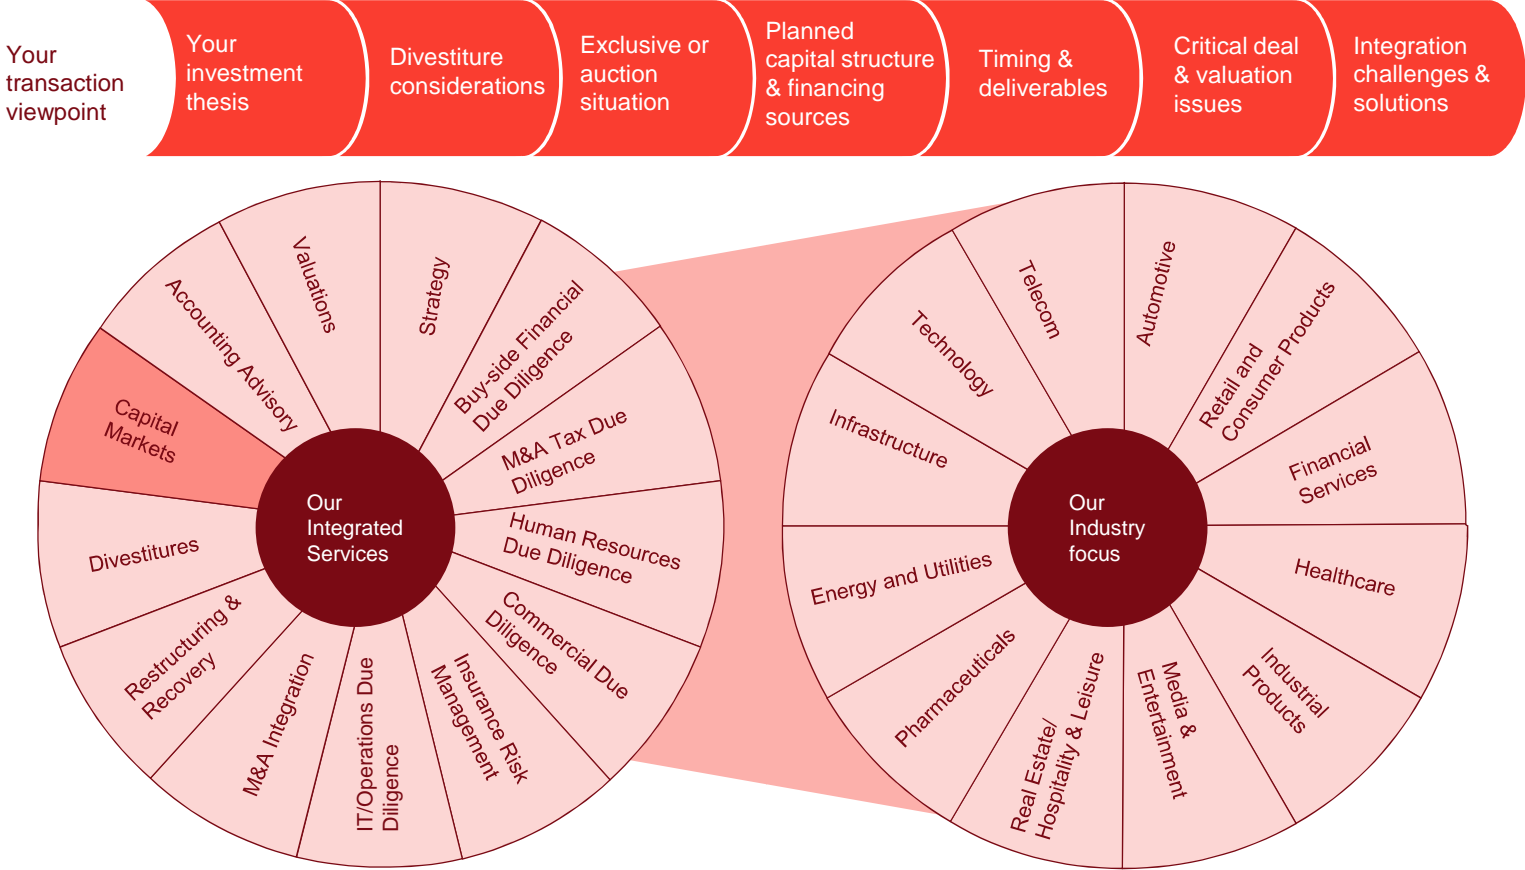 Your
transaction
viewpoint
Your
investment
thesis
Divestiture
considerations
Exclusive or
auction
situation
Planned
capital structure
& financing
sources
Timing &
deliverables
Critical deal
& valuation
issues
Integration
challenges &
solutions
Our
Integrated
Services
Strategy
Buy-side Financial
Due Diligence
M&A Tax Due
Diligence
Human Resources
Due Diligence
Commercial Due
Diligence
Insurance Risk
Management
IT/Operations Due
Diligence
M&A Integration
Restructuring &
Recovery
Divestitures
Capital
Markets
Accounting Advisory
Valuations
Our
Industry
focus
Automotive
Retail and
Consumer Products
Financial
Services
Healthcare
Industrial
Products
Media &
Entertainment
Real Estate/
Hospitality & Leisure
Pharmaceuticals
Energy and Utilities
Infrastructure
Technology
Telecom